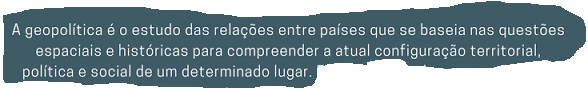 A geopolítica é o estudo das relações entre países que se baseia nas questões
espaciais e históricas para compreender a atual configuração territorial,
política e social de um determinado lugar.